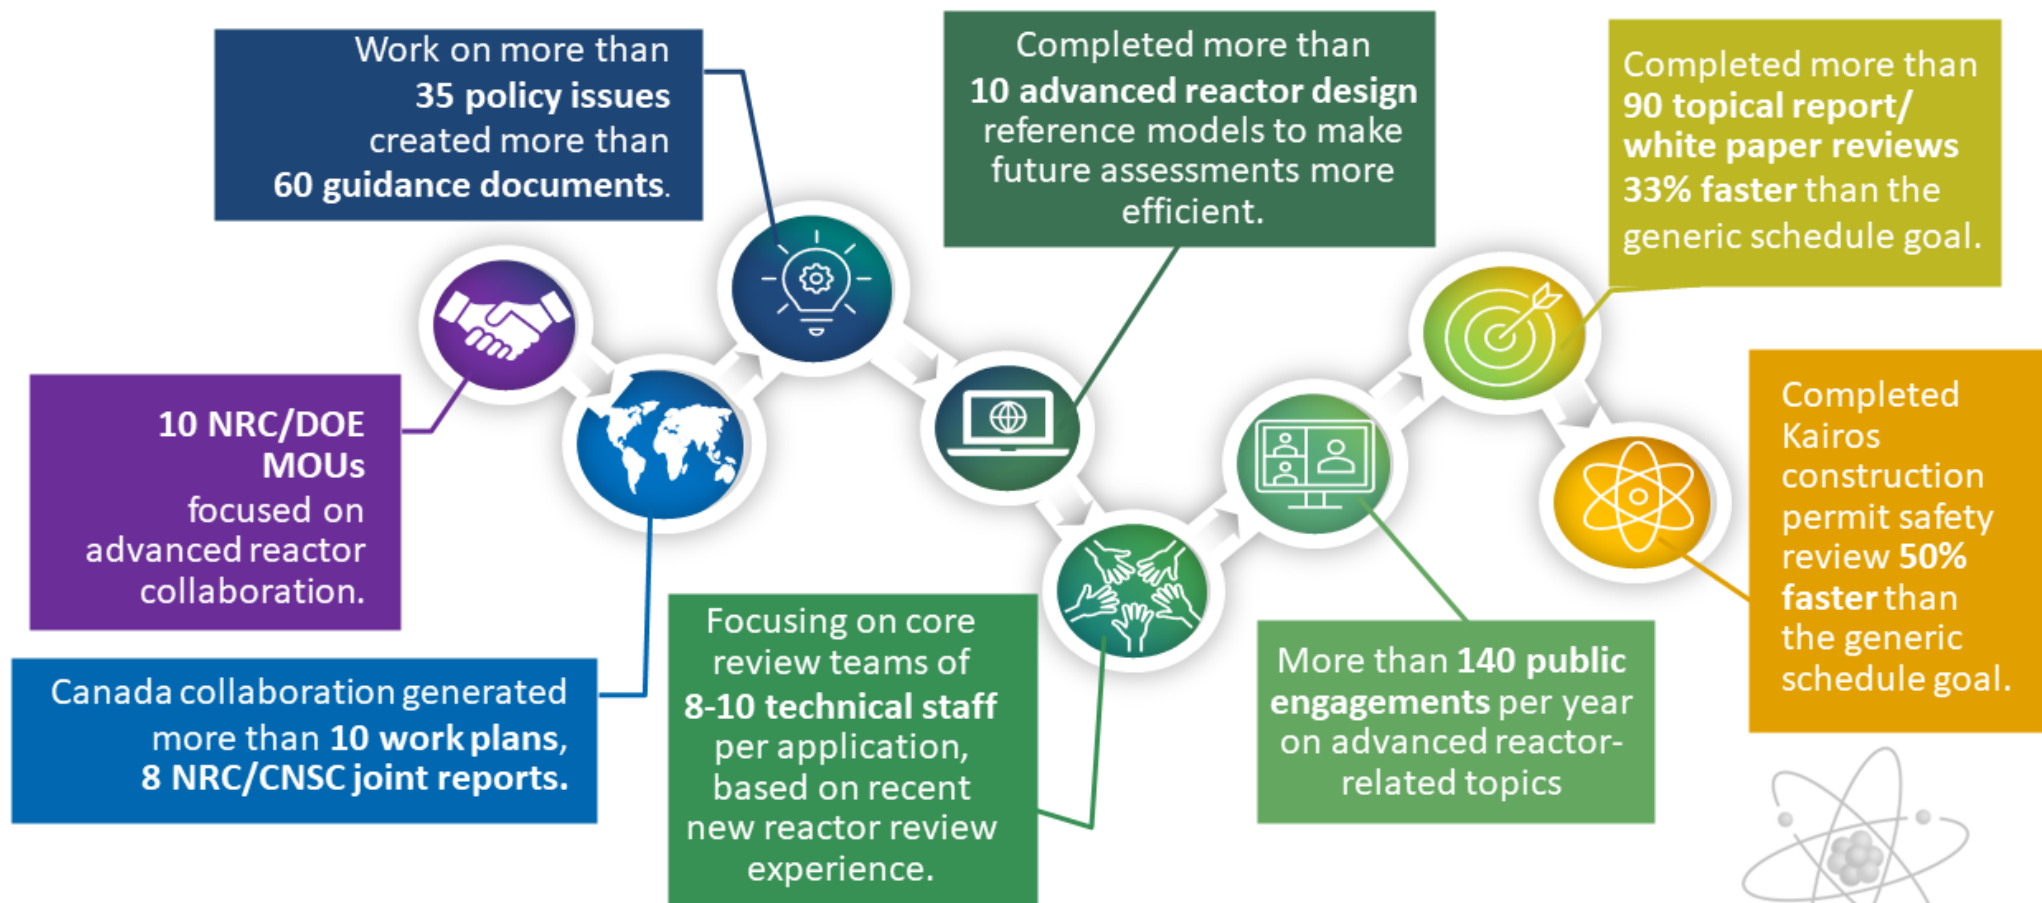 Work on more than
35 policy issues
created more than
60 guidance documents.
Completed more than
10 advanced reactor design
reference models to make
future assessments more
efficient.
Completed more than
90 topical report/
white paper reviews
33% faster than the
generic schedule goal.
10 NRC/DOE
MOUs
focused on
advanced reactor
collaboration.
Completed
Kairos
construction
permit safety
review 50%
faster than
the generic
schedule goal.
Canada collaboration generated
more than 10 work plans,
8 NRC/CNSC joint reports.
Focusing on core
review teams of
8-10 technical staff
per application,
based on recent
new reactor review
experience.
More than 140 public
engagements per year
on advanced reactor-
related topics